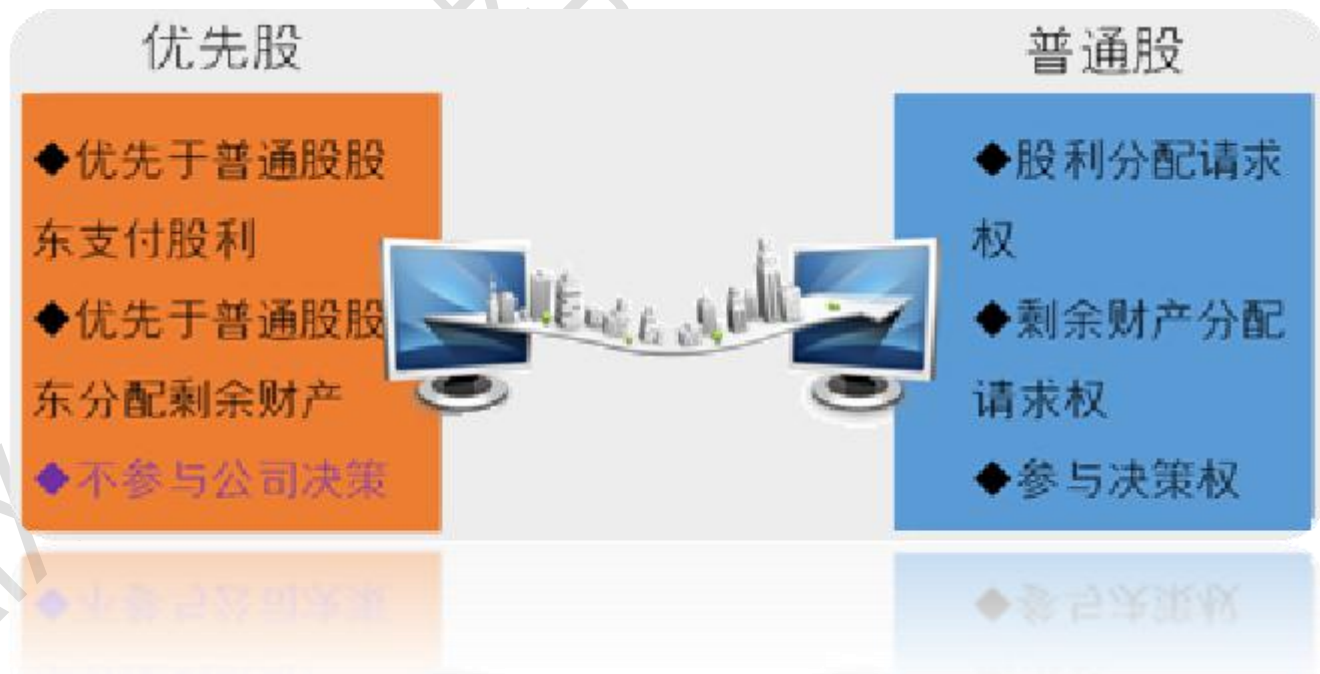 优先股
◆优先于普通股股
东支付股利
◆优先于普通股股
东分配剩余财产
◆不参与公司决策
普通股
◆股利分配请求
权
◆剩余财产分配
请求权
◆参与决策权